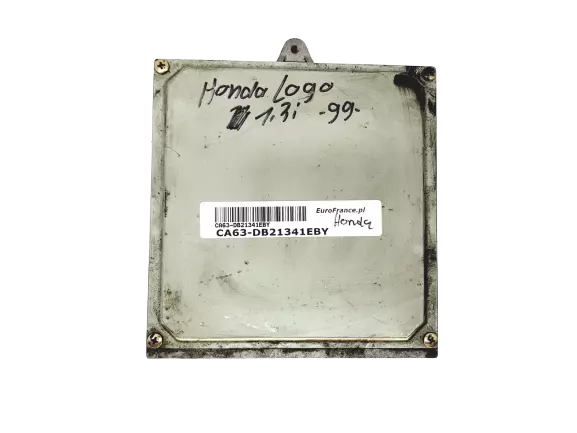 Honda Logo
1,3i -99-
EuroFrance.pl
CA63-DB21341EBY
Honda
CA63-DB21341EBY